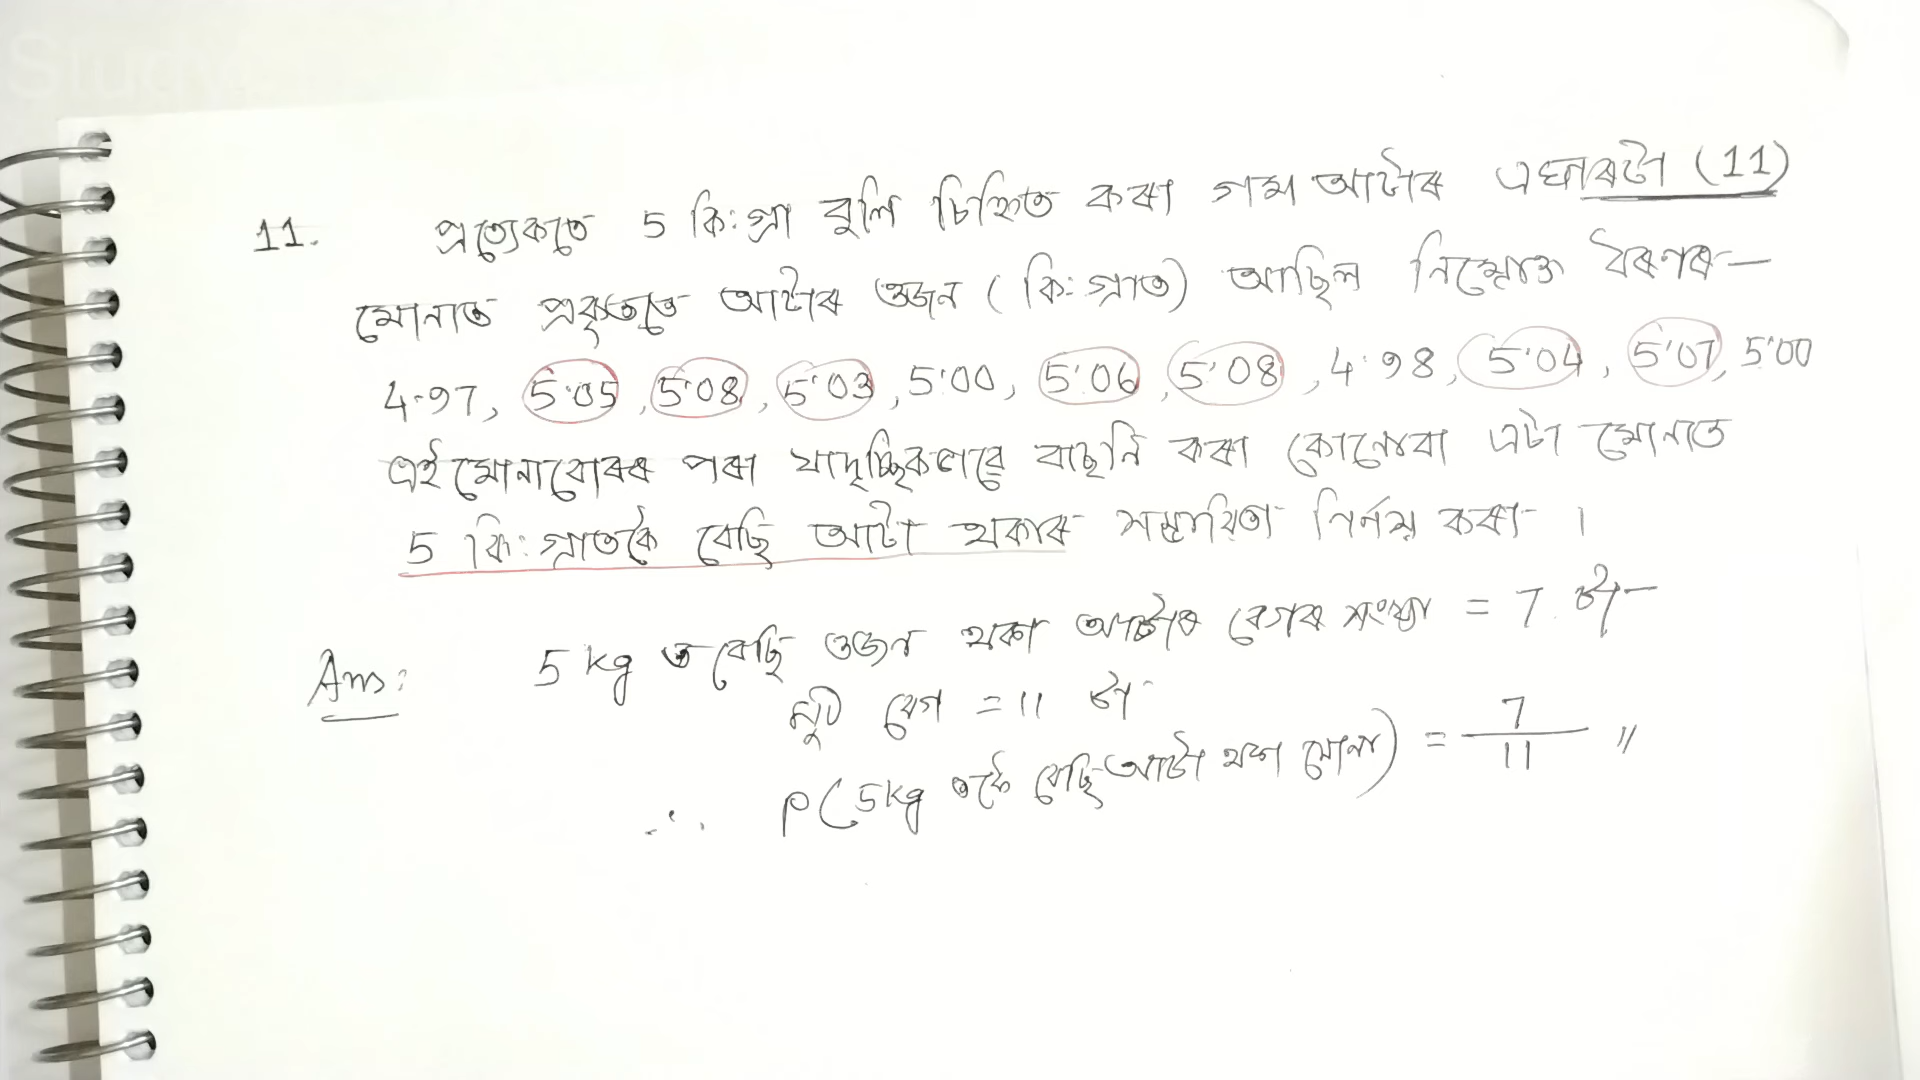 Study
11. প্ৰত্যেকতে 5 কি:গ্ৰা বুলি চিহ্নিত কৰা গম আটাৰ এঘাৰটা (11)
মোনাত প্ৰকৃততে আটাৰ ওজন (কি:গ্ৰাত) আছিল নিম্নোক্ত ধৰণৰ—
4.97, 5.05, 5.08, 5.03, 5.00, 5.06, 5.08, 4.98, 5.04, 5.07, 5.00
এই মোনাবোৰৰ পৰা যাদৃচ্ছিকভাৱে বাছনি কৰা কোনোবা এটা মোনাত
5 কি:গ্ৰাতকৈ বেছি আটা থকাৰ সম্ভাৱিতা নিৰ্ণয় কৰা।
Ans: 5 kg ত বেছি ওজন থকা আটাৰ বেগৰ সংখ্যা = 7 টা
মুঠ বেগ = 11 টা
∴ P(5kg তকৈ বেছি আটা থকা মোনা) = 7/11 //